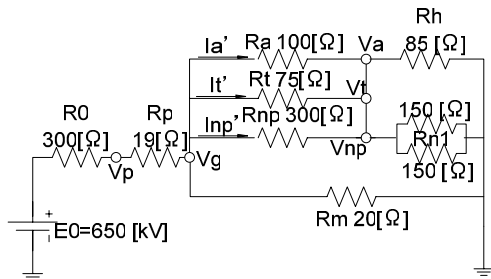 Rh
Ia' Ra 100[Ω] Va 85 [Ω]
It' Rt 75[Ω] Vt
R0 Rp Inp' Rnp 300[Ω] 150 [Ω]
300[Ω] 19[Ω] Vnp Rn1
Vp Vg 150 [Ω]
+
E0=650 [kV] Rm 20[Ω]